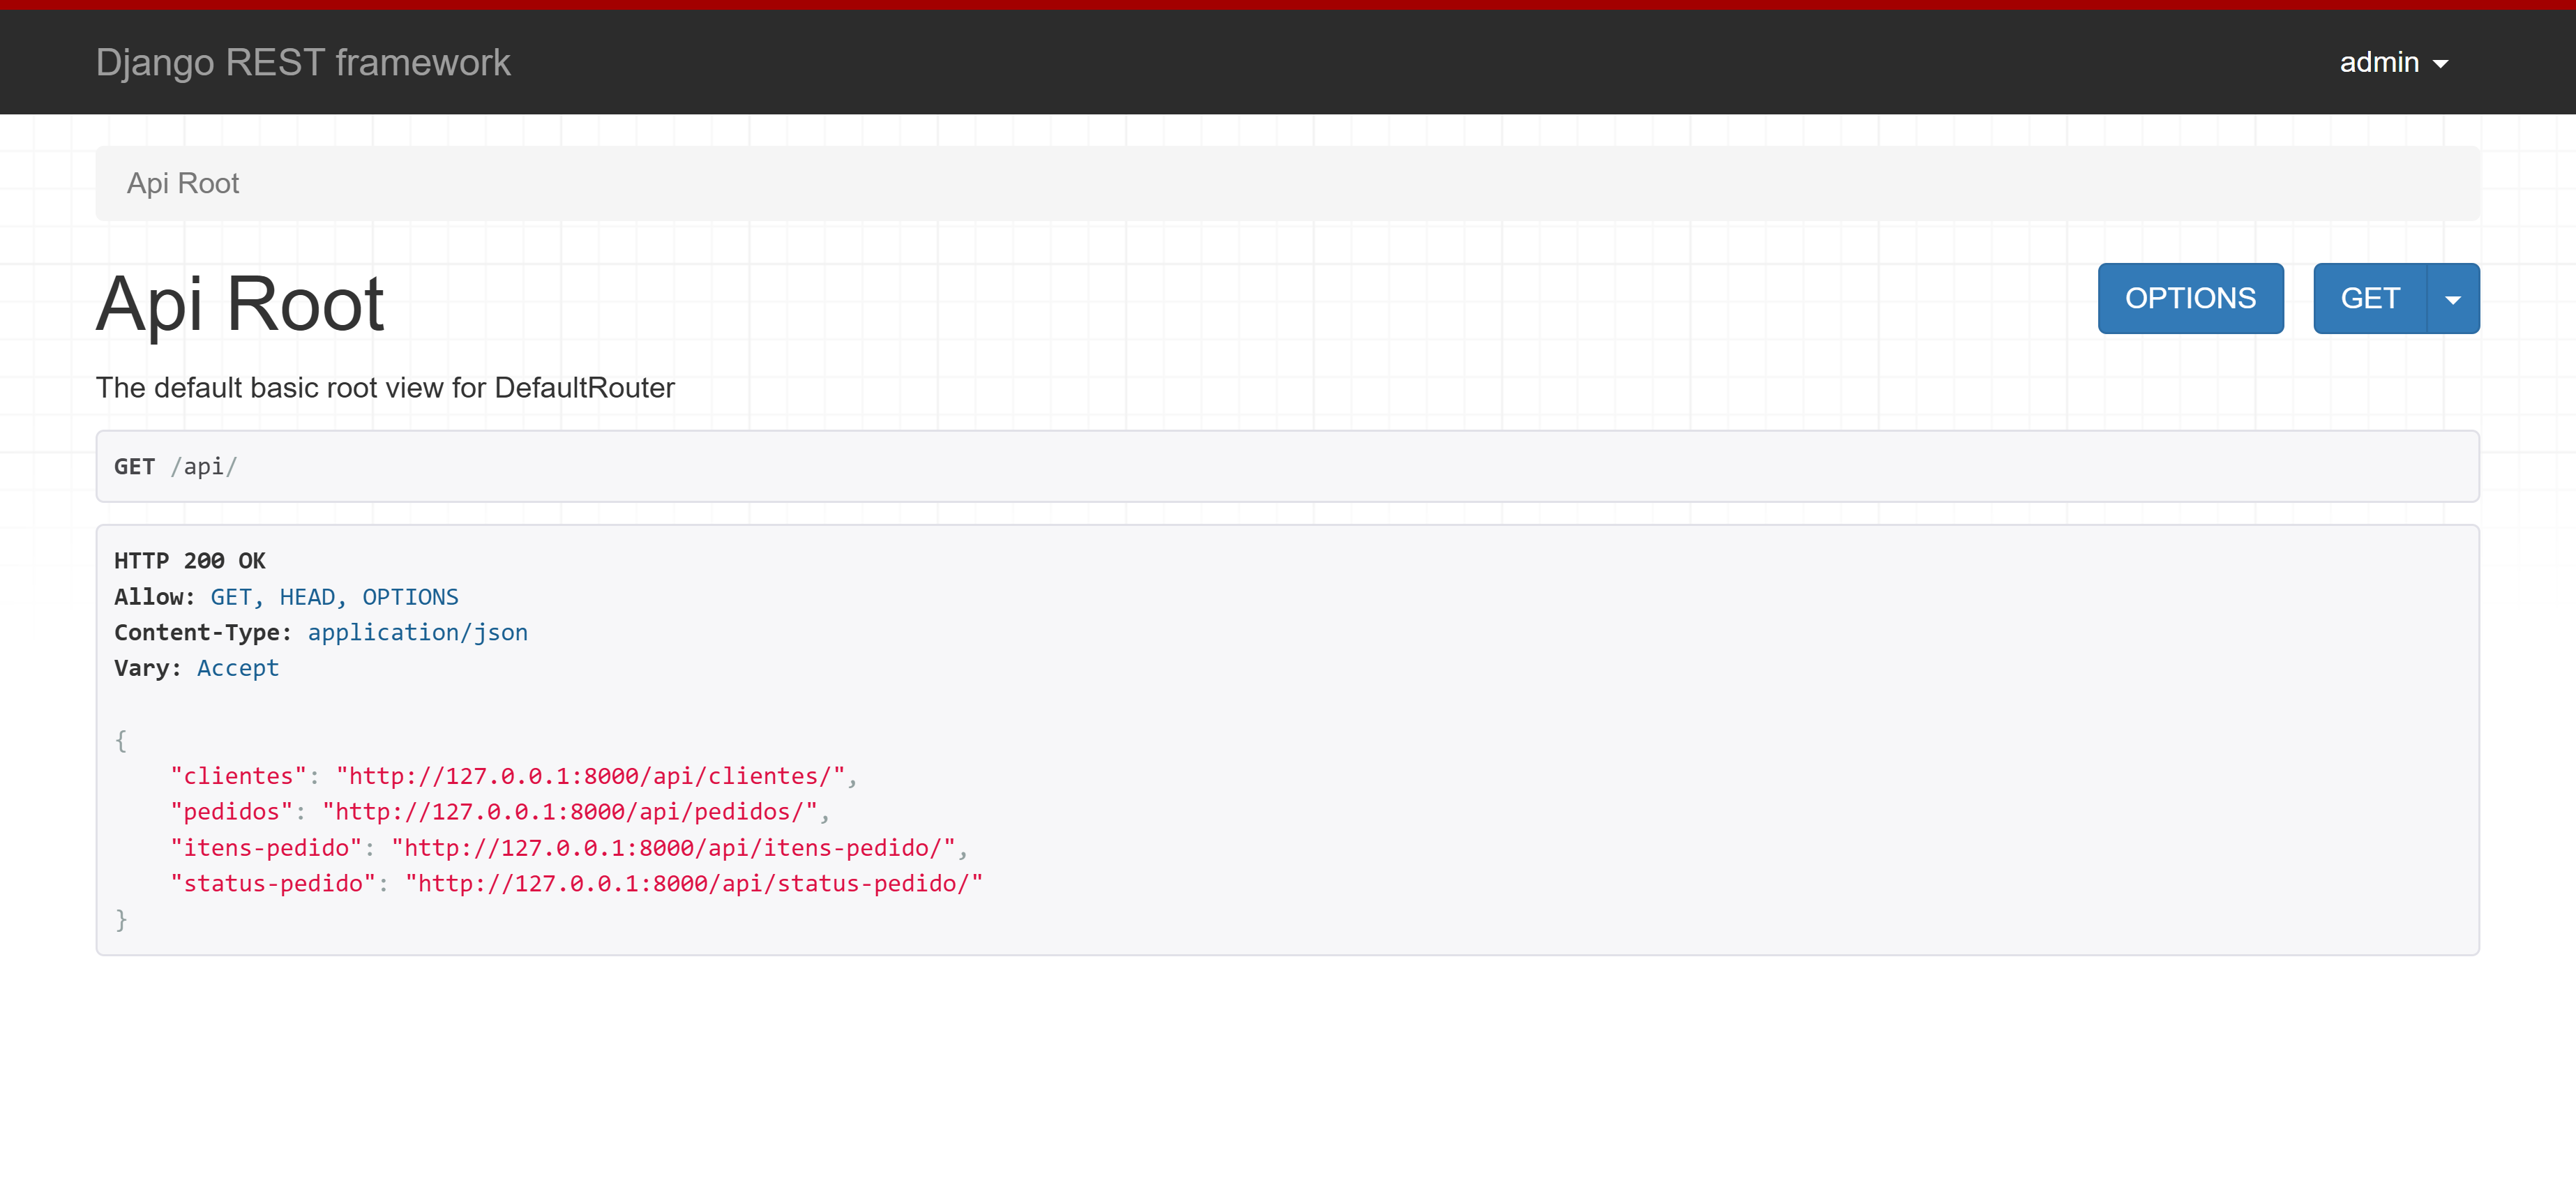 Django REST framework
admin
Api Root
Api Root
OPTIONS
GET
The default basic root view for DefaultRouter
GET /api/
HTTP 200 OK
Allow: GET, HEAD, OPTIONS
Content-Type: application/json
Vary: Accept
{
    "clientes": "http://127.0.0.1:8000/api/clientes/",
    "pedidos": "http://127.0.0.1:8000/api/pedidos/",
    "itens-pedido": "http://127.0.0.1:8000/api/itens-pedido/",
    "status-pedido": "http://127.0.0.1:8000/api/status-pedido/"
}